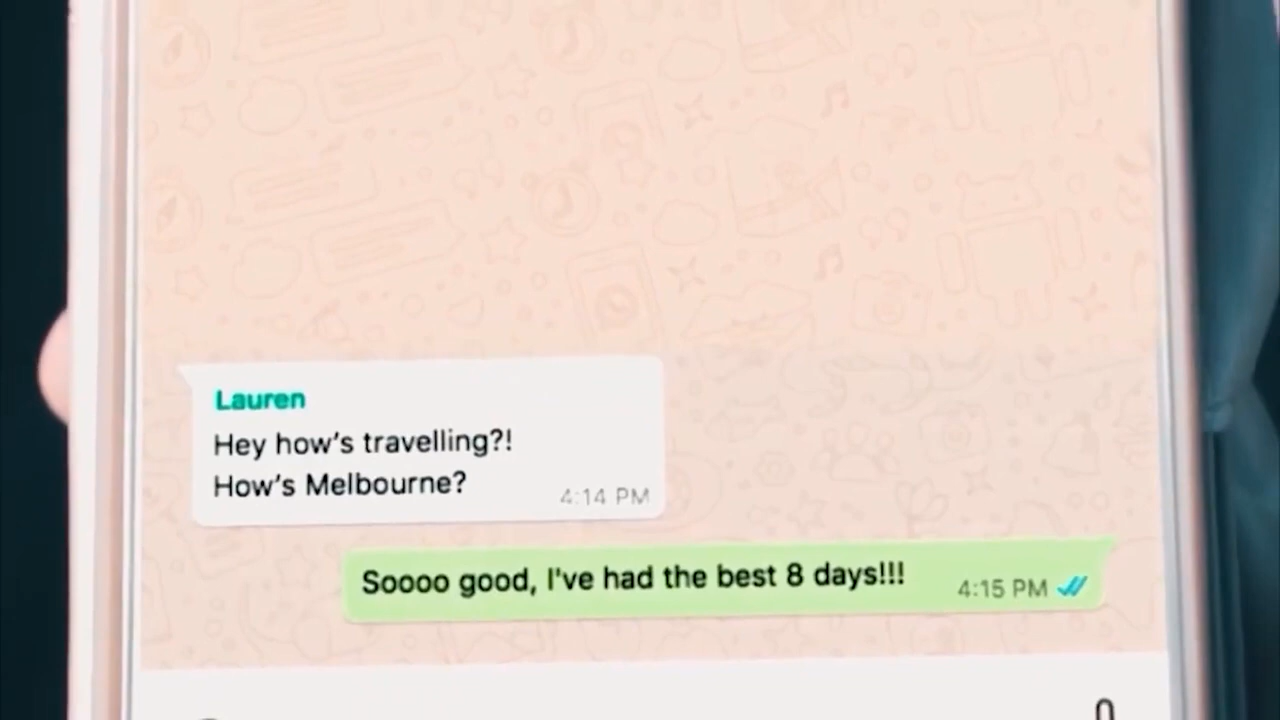 Lauren
Hey how's travelling?!
How's Melbourne?
4:14 PM
Soooo good, I've had the best 8 days!!!
4:15 PM